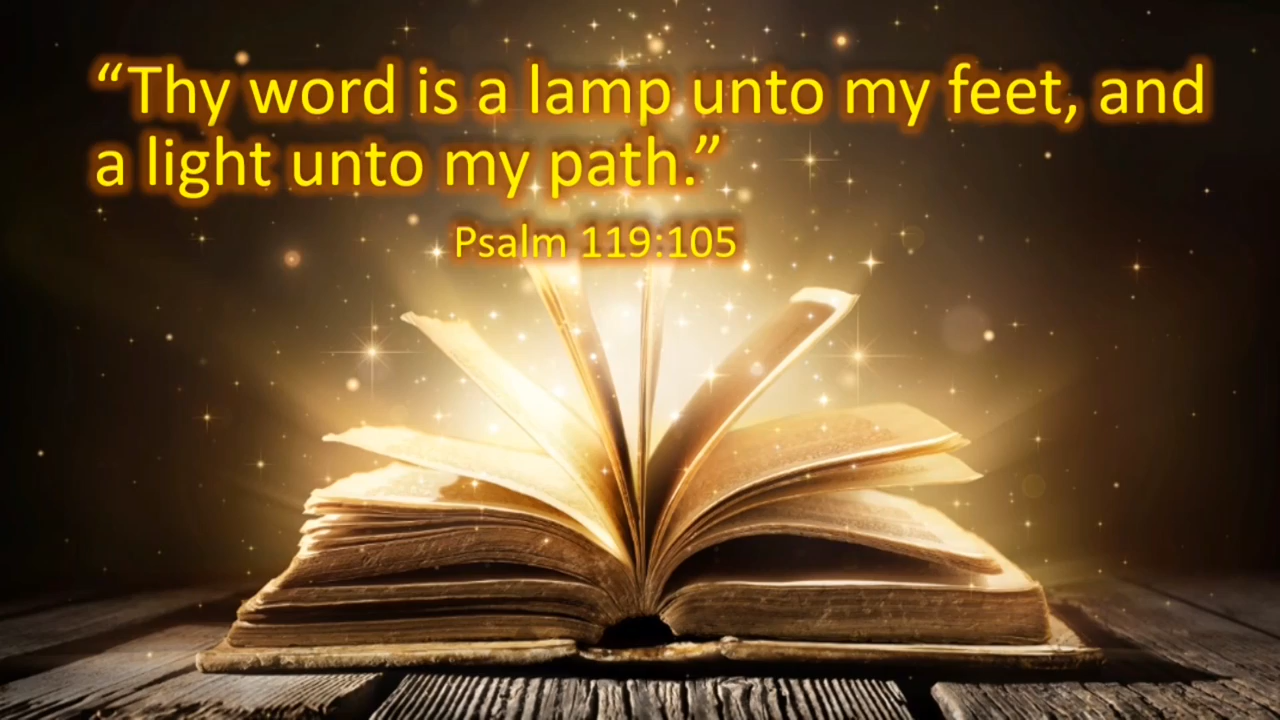 “Thy word is a lamp unto my feet, and
a light unto my path.”
Psalm 119:105